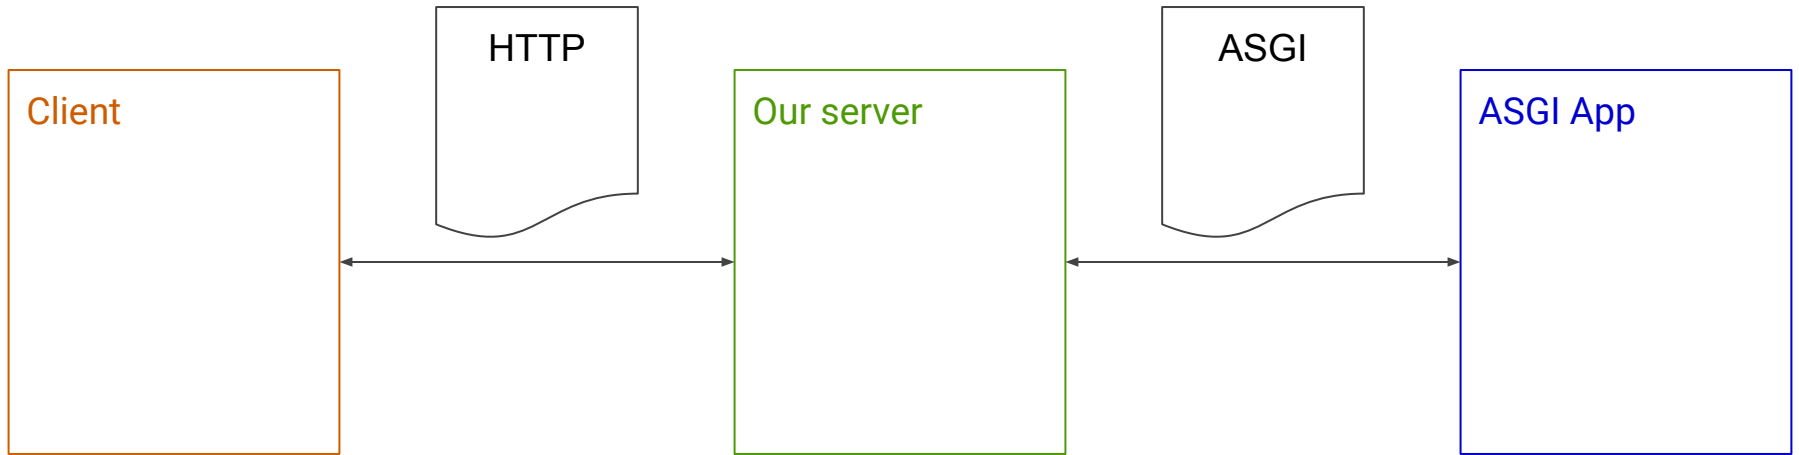 HTTP
ASGI
Client
Our server
ASGI App